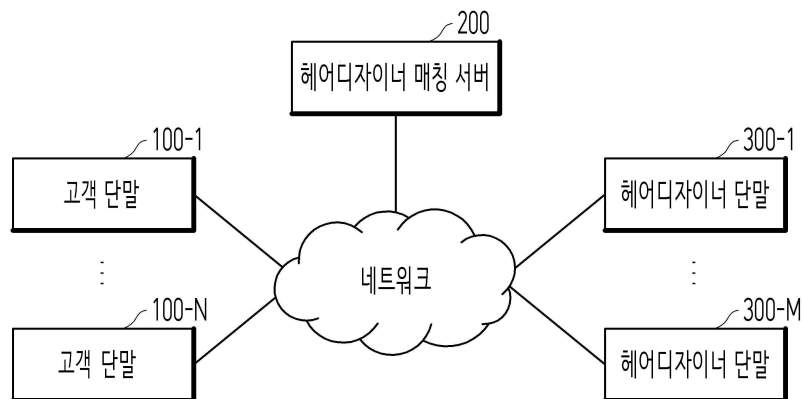 200
헤어디자이너 매칭 서버
100-1
고객 단말
300-1
헤어디자이너 단말
네트워크
100-N
고객 단말
300-M
헤어디자이너 단말